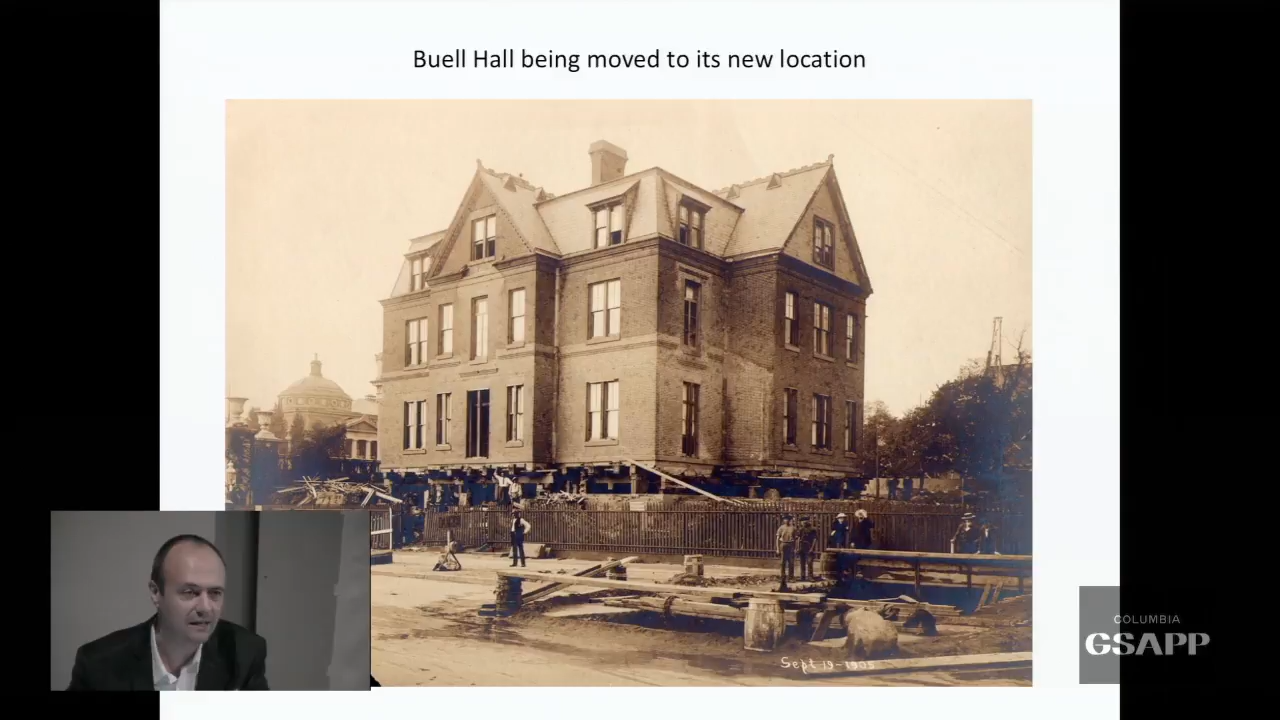 Buell Hall being moved to its new location
Sept 19-1905
COLUMBIA
GSAPP